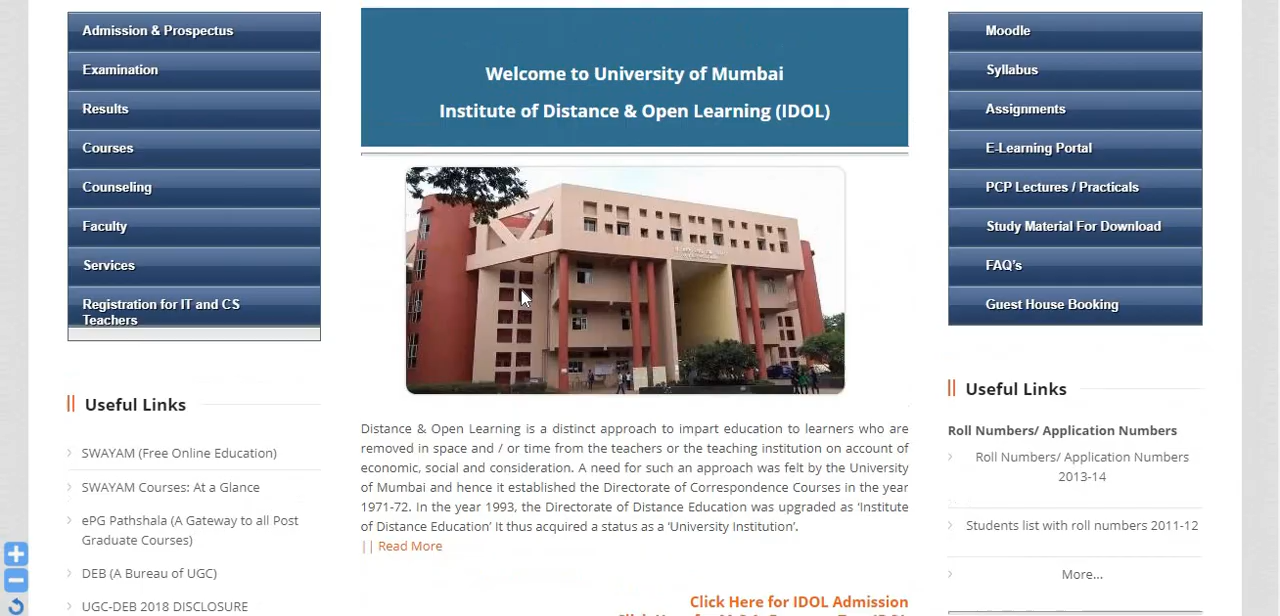 Admission & Prospectus
Examination
Results
Courses
Counseling
Faculty
Services
Registration for IT and CS
Teachers
Useful Links
SWAYAM (Free Online Education)
SWAYAM Courses: At a Glance
ePG Pathshala (A Gateway to all Post
Graduate Courses)
DEB (A Bureau of UGC)
UGC-DEB 2018 DISCLOSURE
Welcome to University of Mumbai
Institute of Distance & Open Learning (IDOL)
Distance & Open Learning is a distinct approach to impart education to learners who are
removed in space and / or time from the teachers or the teaching institution on account of
economic, social and consideration. A need for such an approach was felt by the University
of Mumbai and hence it established the Directorate of Correspondence Courses in the year
1971-72. In the year 1993, the Directorate of Distance Education was upgraded as ‘Institute
of Distance Education’ It thus acquired a status as a ‘University Institution’.
|| Read More
Click Here for IDOL Admission
Moodle
Syllabus
Assignments
E-Learning Portal
PCP Lectures / Practicals
Study Material For Download
FAQ's
Guest House Booking
Useful Links
Roll Numbers/ Application Numbers
Roll Numbers/ Application Numbers
2013-14
Students list with roll numbers 2011-12
More...